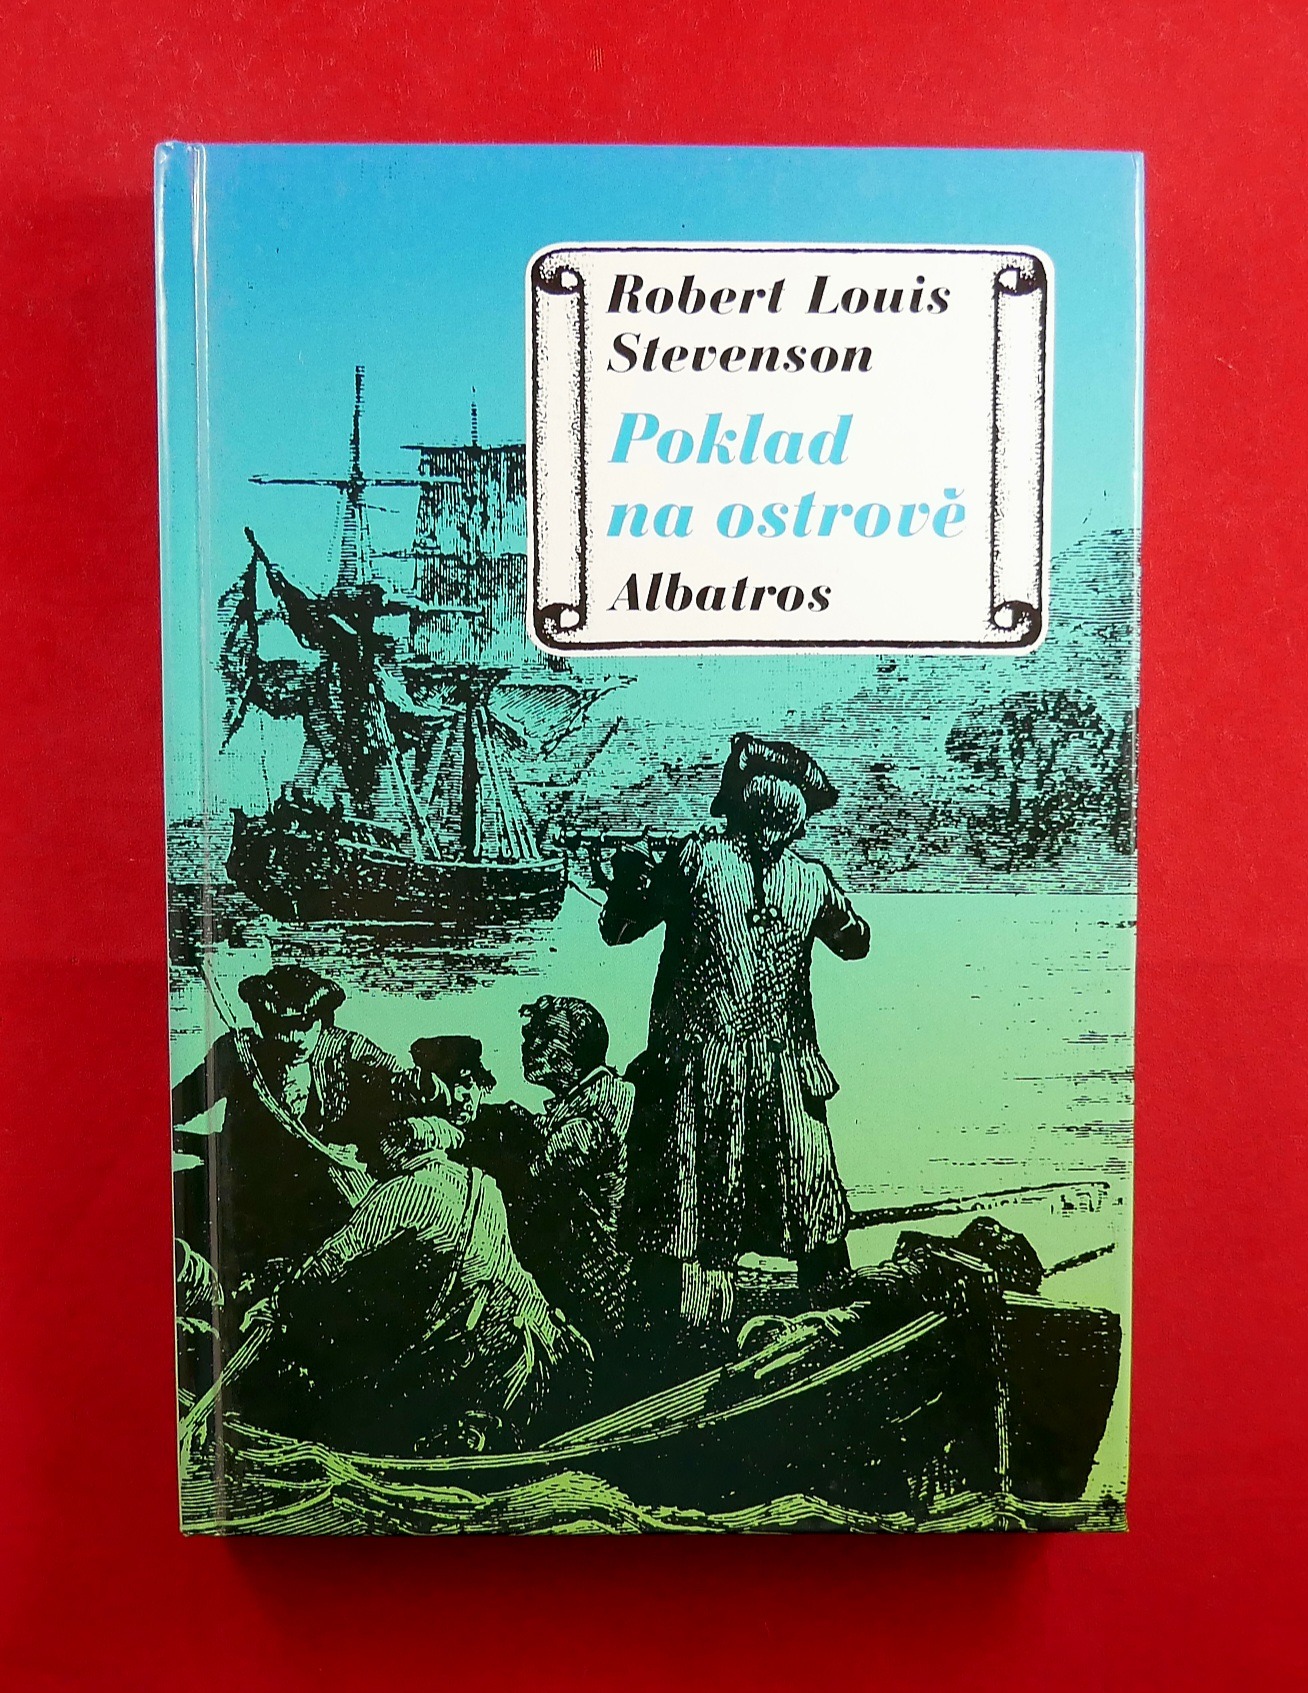 Robert Louis
Stevenson
Poklad
na ostrově
Albatros